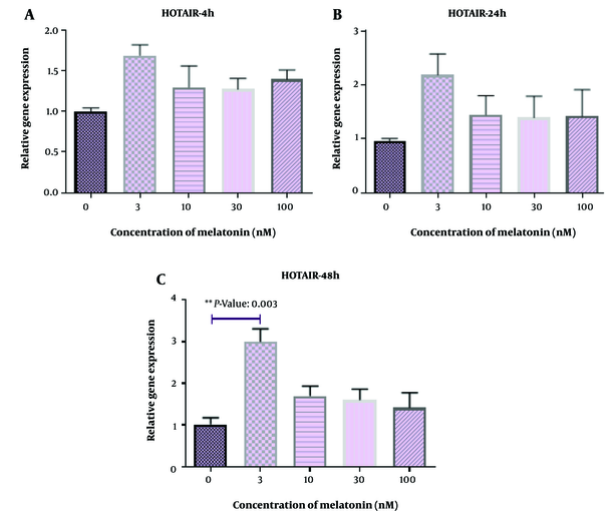 A
HOTAIR-4h
Relative gene expression
2.0
1.5
1.0
0.5
0.0
0 3 10 30 100
Concentration of melatonin (nM)
B
HOTAIR-24h
Relative gene expression
3
2
1
0
0 3 10 30 100
Concentration of melatonin (nM)
C
HOTAIR-48h
** P-Value: 0.003
Relative gene expression
4
3
2
1
0
0 3 10 30 100
Concentration of melatonin (nM)